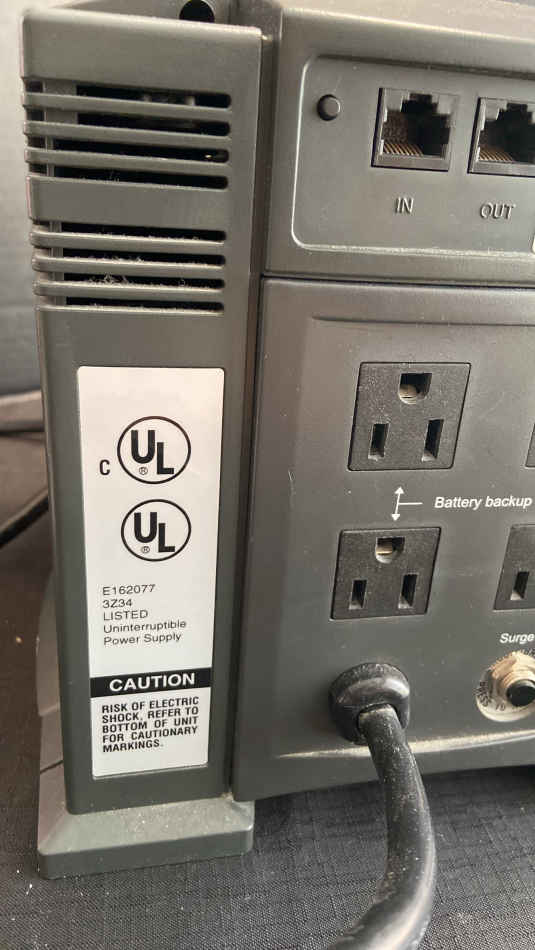 IN
OUT
C UL ®
UL ®
E162077
3Z34
LISTED
Uninterruptible
Power Supply
CAUTION
RISK OF ELECTRIC
SHOCK, REFER TO
BOTTOM OF UNIT
FOR CAUTIONARY
MARKINGS.
Battery backup
Surge